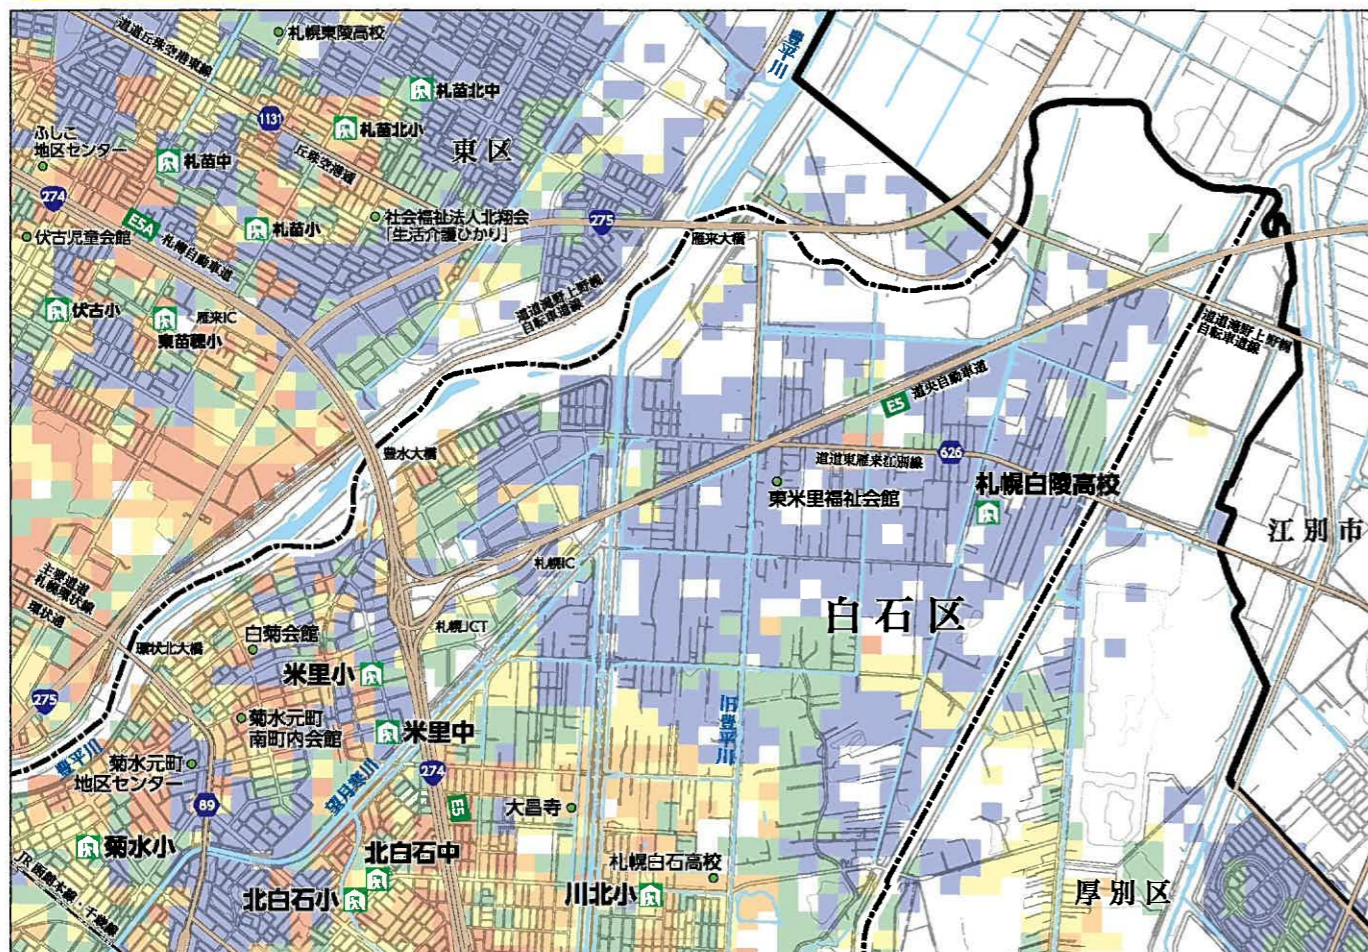 道道丘珠空港東線
札幌東陵高校
豊平川
札苗北中
1131
札苗北小
ふしこ
地区センター
札苗中
丘珠空港通
東区
274
E5A
札幌自動車道
札苗小
社会福祉法人北翔会
「生活介護ひかり」
275
雁来大橋
伏古児童会館
道道滝野上野幌
自転車道線
伏古小
東苗穂小
雁来IC
道道滝野上野幌
自転車道線
E5
道央自動車道
豊水大橋
道道東雁来江別線
626
東米里福祉会館
札幌白陵高校
江別市
札幌IC
主要道道
札幌環状線
環状通
白石区
環状北大橋
白菊会館
札幌JCT
米里小
275
菊水元町
南町内会館
米里中
旧豊平川
豊平川
菊水元町
地区センター
望月寒川
274
89
E5
大昌寺
菊水小
北白石中
札幌白石高校
JR函館本線・千歳線
北白石小
川北小
厚別区